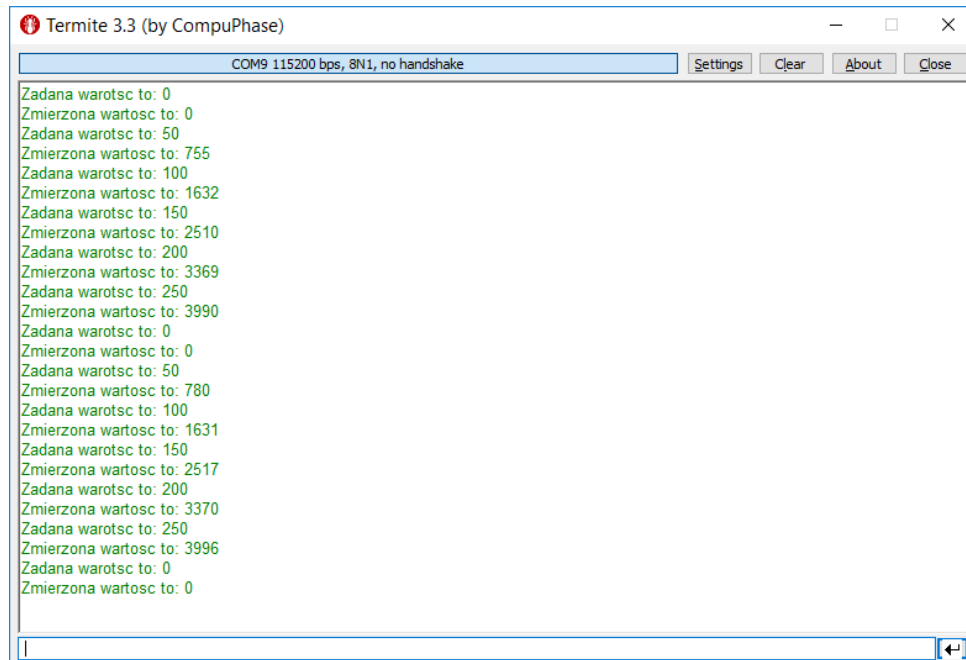 Termite 3.3 (by CompuPhase)
COM9 115200 bps, 8N1, no handshake Settings Clear About Close
Zadana warotsc to: 0
Zmierzona wartosc to: 0
Zadana warotsc to: 50
Zmierzona wartosc to: 755
Zadana warotsc to: 100
Zmierzona wartosc to: 1632
Zadana warotsc to: 150
Zmierzona wartosc to: 2510
Zadana warotsc to: 200
Zmierzona wartosc to: 3369
Zadana warotsc to: 250
Zmierzona wartosc to: 3990
Zadana warotsc to: 0
Zmierzona wartosc to: 0
Zadana warotsc to: 50
Zmierzona wartosc to: 780
Zadana warotsc to: 100
Zmierzona wartosc to: 1631
Zadana warotsc to: 150
Zmierzona wartosc to: 2517
Zadana warotsc to: 200
Zmierzona wartosc to: 3370
Zadana warotsc to: 250
Zmierzona wartosc to: 3996
Zadana warotsc to: 0
Zmierzona wartosc to: 0